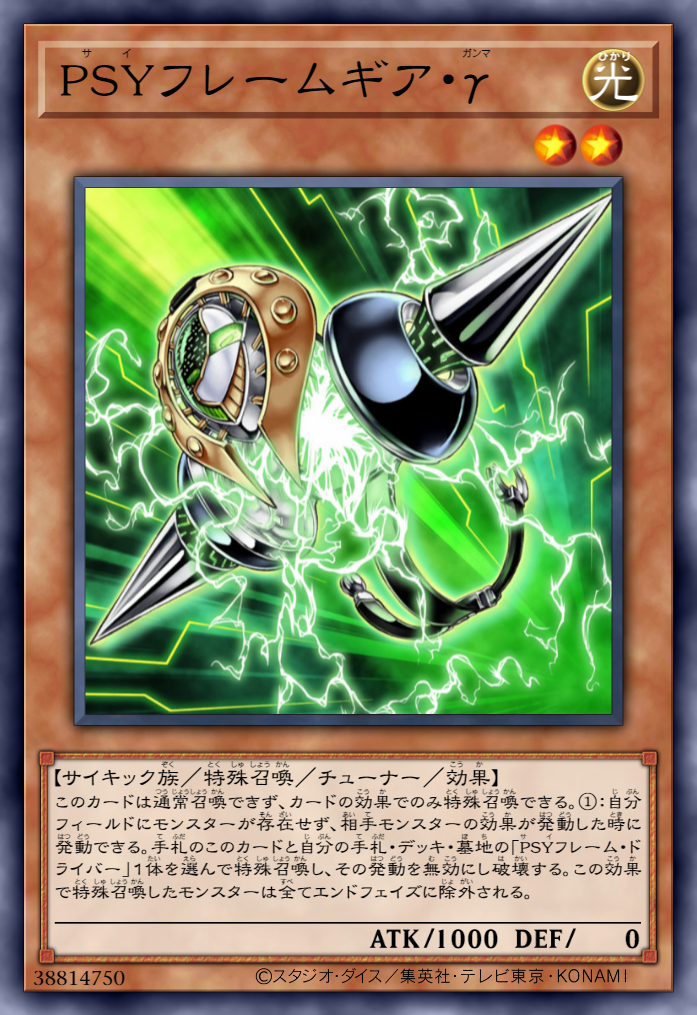 PSYフレームギア・γ
光
【サイキック族／特殊召喚／チューナー／効果】
このカードは通常召喚できず、カードの効果でのみ特殊召喚できる。①：自分
フィールドにモンスターが存在せず、相手モンスターの効果が発動した時に
発動できる。手札のこのカードと自分の手札・デッキ・墓地の「PSYフレーム・ド
ライバー」1体を選んで特殊召喚し、その発動を無効にし破壊する。この効果
で特殊召喚したモンスターは全てエンドフェイズに除外される。
ATK/1000 DEF/ 0
38814750 ©スタジオ・ダイス／集英社・テレビ東京・KONAMI